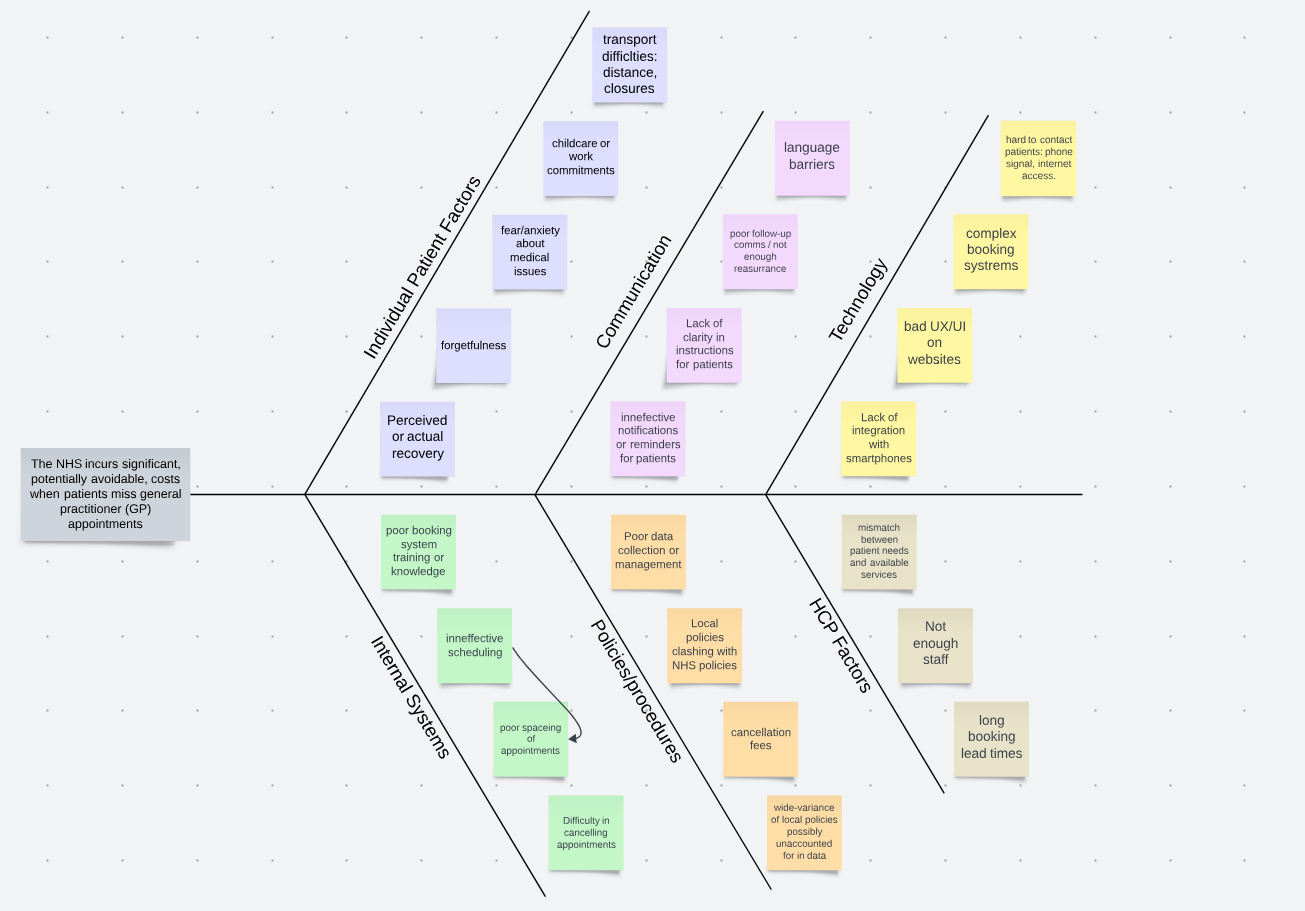 The NHS incurs significant,
potentially avoidable, costs
when patients miss general
practitioner (GP)
appointments
Individual Patient Factors
transport
difficlties:
distance,
closures
childcare or
work
commitments
fear/anxiety
about
medical
issues
forgetfulness
Perceived
or actual
recovery
Communication
language
barriers
poor follow-up
comms / not
enough
reasurrance
Lack of
clarity in
instructions
for patients
innefective
notifications
or reminders
for patients
Technology
hard to contact
patients: phone
signal, internet
access.
complex
booking
systrems
bad UX/UI
on
websites
Lack of
integration
with
smartphones
Internal Systems
poor booking
system
training or
knowledge
inneffective
scheduling
poor spaceing
of
appointments
Difficulty in
cancelling
appointments
Policies/procedures
Poor data
collection or
management
Local
policies
clashing with
NHS policies
cancellation
fees
wide-variance
of local policies
possibly
unaccounted
for in data
HCP Factors
mismatch
between
patient needs
and available
services
Not
enough
staff
long
booking
lead times